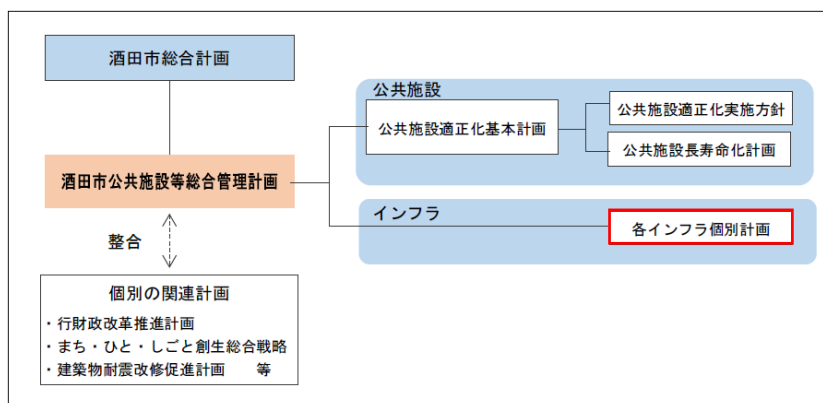 酒田市総合計画
公共施設
公共施設適正化基本計画
公共施設適正化実施方針
公共施設長寿命化計画
酒田市公共施設等総合管理計画
インフラ
各インフラ個別計画
整合
個別の関連計画
・行財政改革推進計画
・まち・ひと・しごと創生総合戦略
・建築物耐震改修促進計画　等